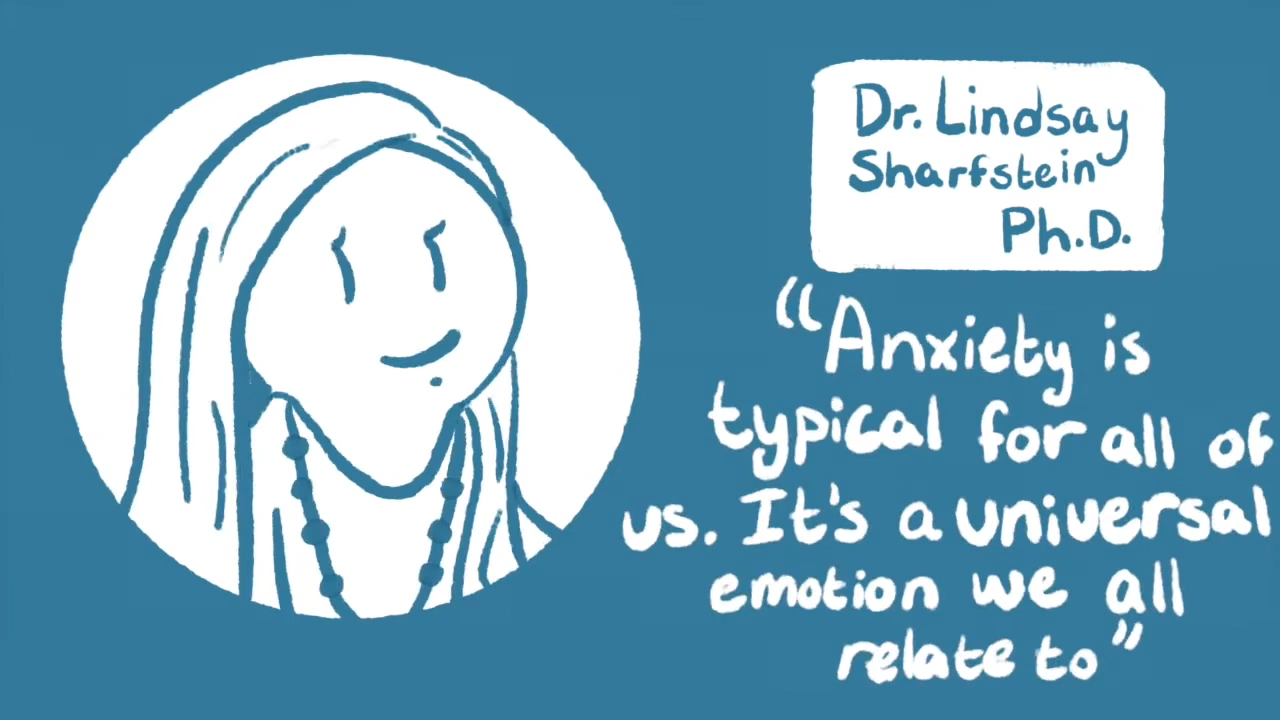 Dr. Lindsay
Sharfstein
Ph.D.
"Anxiety is
typical for all of
us. It's a universal
emotion we all
relate to"